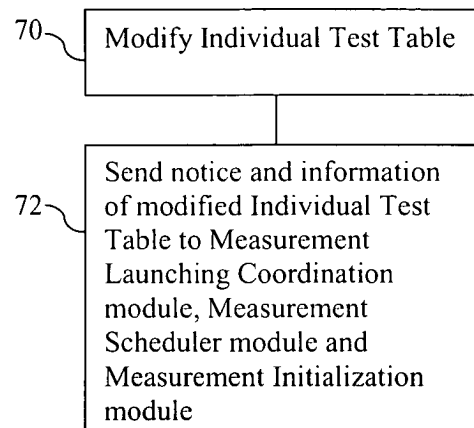 70
Modify Individual Test Table
72
Send notice and information
of modified Individual Test
Table to Measurement
Launching Coordination
module, Measurement
Scheduler module and
Measurement Initialization
module